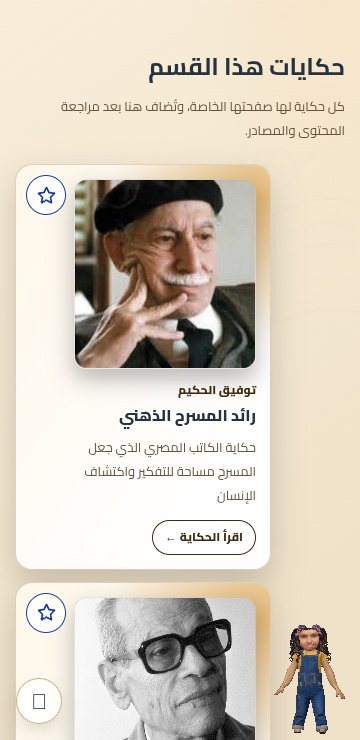 حكايات هذا القسم
كل حكاية لها صفحتها الخاصة، وتُضاف هنا بعد مراجعة
المحتوى والمصادر.
توفيق الحكيم
رائد المسرح الذهني
حكاية الكاتب المصري الذي جعل
المسرح مساحة للتفكير واكتشاف
الإنسان
اقرأ الحكاية ←